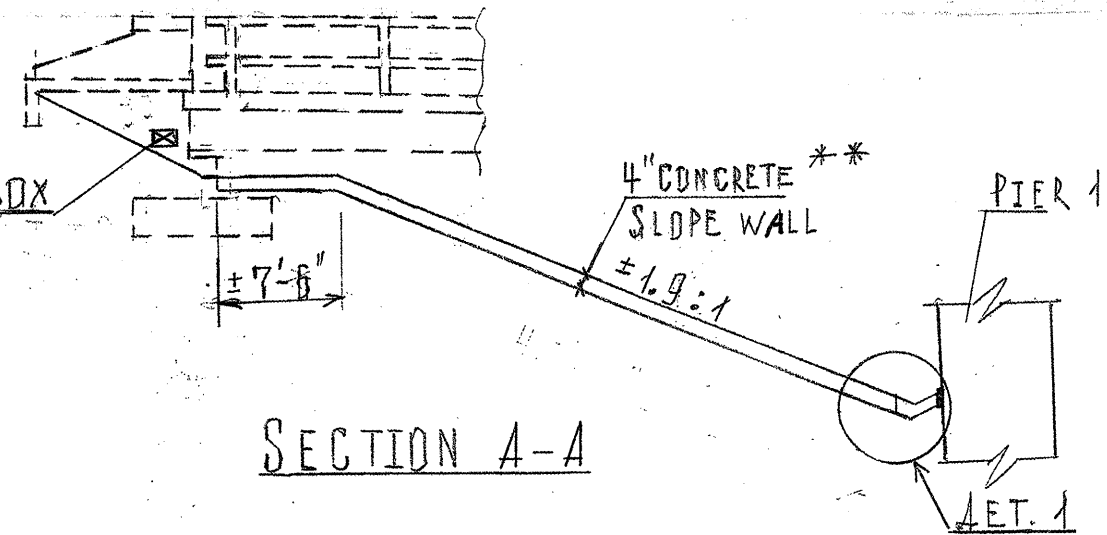 4" CONCRETE **
SLOPE WALL
PIER 1
± 7'-6"
± 1.9 : 1
SECTION A-A
DET. 1